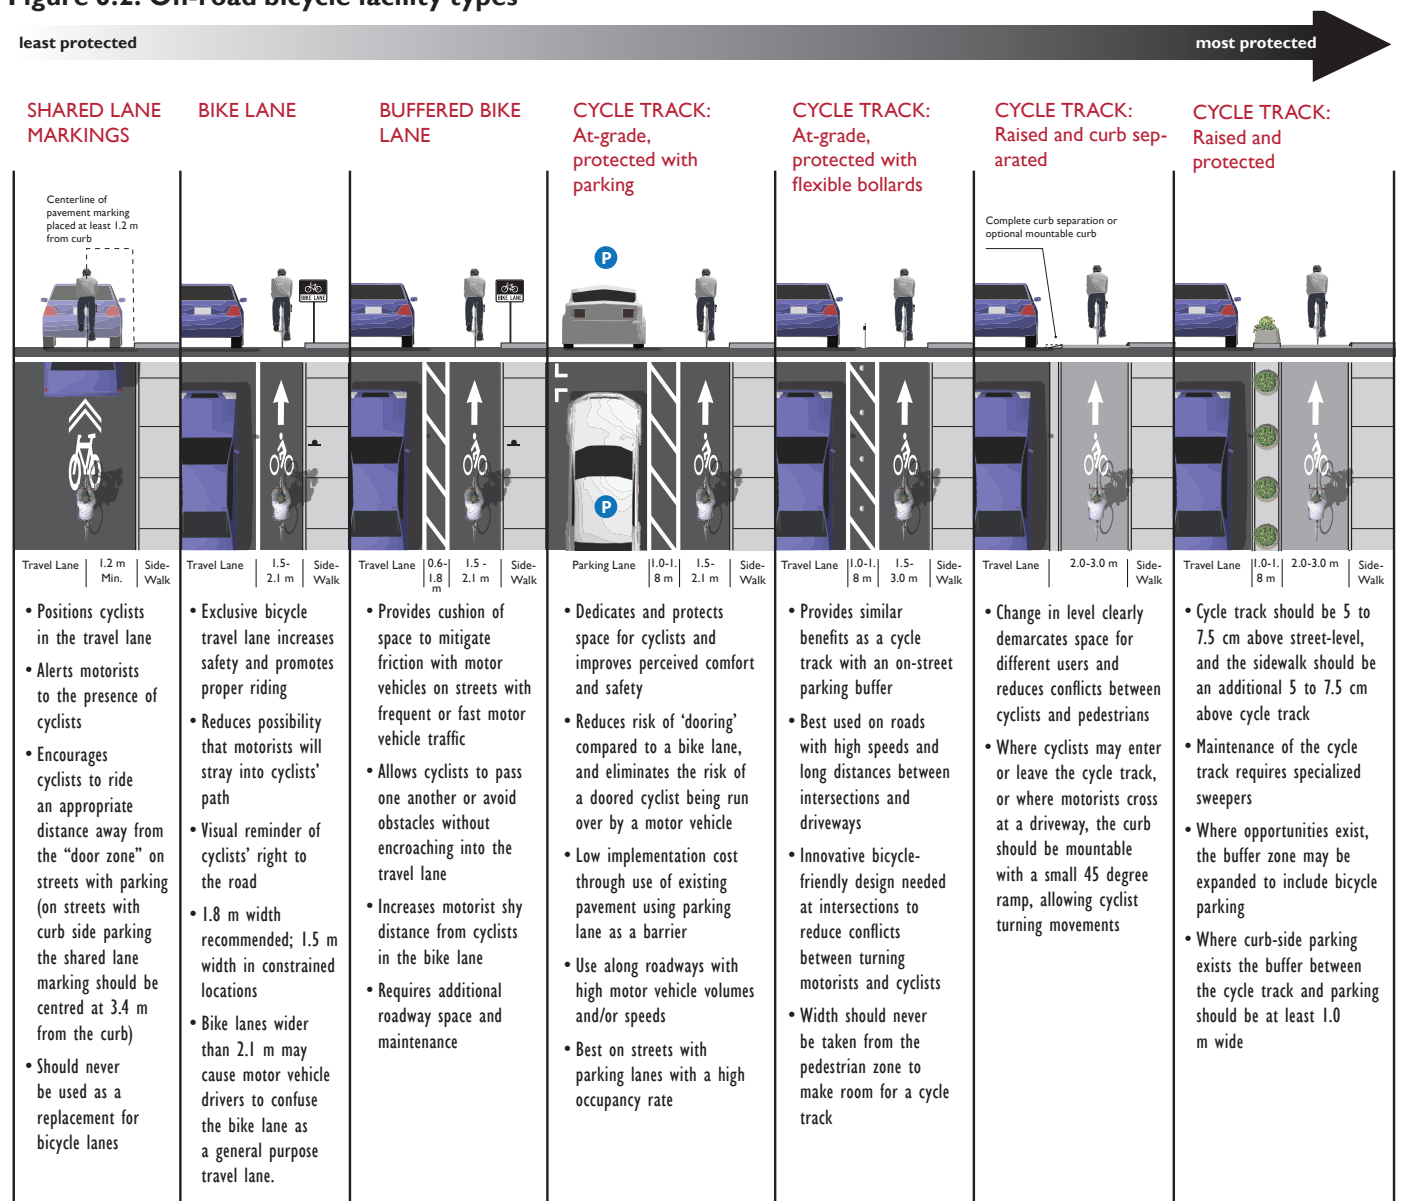 Figure 6.2: On-road bicycle facility types
least protected
most protected
SHARED LANE
MARKINGS
Centerline of
pavement marking
placed at least 1.2 m
from curb
Travel Lane
1.2 m
Min.
Side-
Walk
• Positions cyclists
in the travel lane
• Alerts motorists
to the presence of
cyclists
• Encourages
cyclists to ride
an appropriate
distance away from
the “door zone” on
streets with parking
(on streets with
curb side parking
the shared lane
marking should be
centred at 3.4 m
from the curb)
• Should never
be used as a
replacement for
bicycle lanes
BIKE LANE
BIKE LANE
Travel Lane
1.5-
2.1 m
Side-
Walk
• Exclusive bicycle
travel lane increases
safety and promotes
proper riding
• Reduces possibility
that motorists will
stray into cyclists’
path
• Visual reminder of
cyclists’ right to
the road
• 1.8 m width
recommended; 1.5 m
width in constrained
locations
• Bike lanes wider
than 2.1 m may
cause motor vehicle
drivers to confuse
the bike lane as
a general purpose
travel lane.
BUFFERED BIKE
LANE
BIKE LANE
Travel Lane
0.6-
1.8
m
1.5 -
2.1 m
Side-
Walk
• Provides cushion of
space to mitigate
friction with motor
vehicles on streets with
frequent or fast motor
vehicle traffic
• Allows cyclists to pass
one another or avoid
obstacles without
encroaching into the
travel lane
• Increases motorist shy
distance from cyclists
in the bike lane
• Requires additional
roadway space and
maintenance
CYCLE TRACK:
At-grade,
protected with
parking
P
P
Parking Lane
1.0-1.
8 m
1.5-
2.1 m
Side-
Walk
• Dedicates and protects
space for cyclists and
improves perceived comfort
and safety
• Reduces risk of ‘dooring’
compared to a bike lane,
and eliminates the risk of
a doored cyclist being run
over by a motor vehicle
• Low implementation cost
through use of existing
pavement using parking
lane as a barrier
• Use along roadways with
high motor vehicle volumes
and/or speeds
• Best on streets with
parking lanes with a high
occupancy rate
CYCLE TRACK:
At-grade,
protected with
flexible bollards
Travel Lane
1.0-1.
8 m
1.5-
3.0 m
Side-
Walk
• Provides similar
benefits as a cycle
track with an on-street
parking buffer
• Best used on roads
with high speeds and
long distances between
intersections and
driveways
• Innovative bicycle-
friendly design needed
at intersections to
reduce conflicts
between turning
motorists and cyclists
• Width should never
be taken from the
pedestrian zone to
make room for a cycle
track
CYCLE TRACK:
Raised and curb sep-
arated
Complete curb separation or
optional mountable curb
Travel Lane
2.0-3.0 m
Side-
Walk
• Change in level clearly
demarcates space for
different users and
reduces conflicts between
cyclists and pedestrians
• Where cyclists may enter
or leave the cycle track,
or where motorists cross
at a driveway, the curb
should be mountable
with a small 45 degree
ramp, allowing cyclist
turning movements
CYCLE TRACK:
Raised and
protected
Travel Lane
1.0-1.
8 m
2.0-3.0 m
Side-
Walk
• Cycle track should be 5 to
7.5 cm above street-level,
and the sidewalk should be
an additional 5 to 7.5 cm
above cycle track
• Maintenance of the cycle
track requires specialized
sweepers
• Where opportunities exist,
the buffer zone may be
expanded to include bicycle
parking
• Where curb-side parking
exists the buffer between
the cycle track and parking
should be at least 1.0
m wide